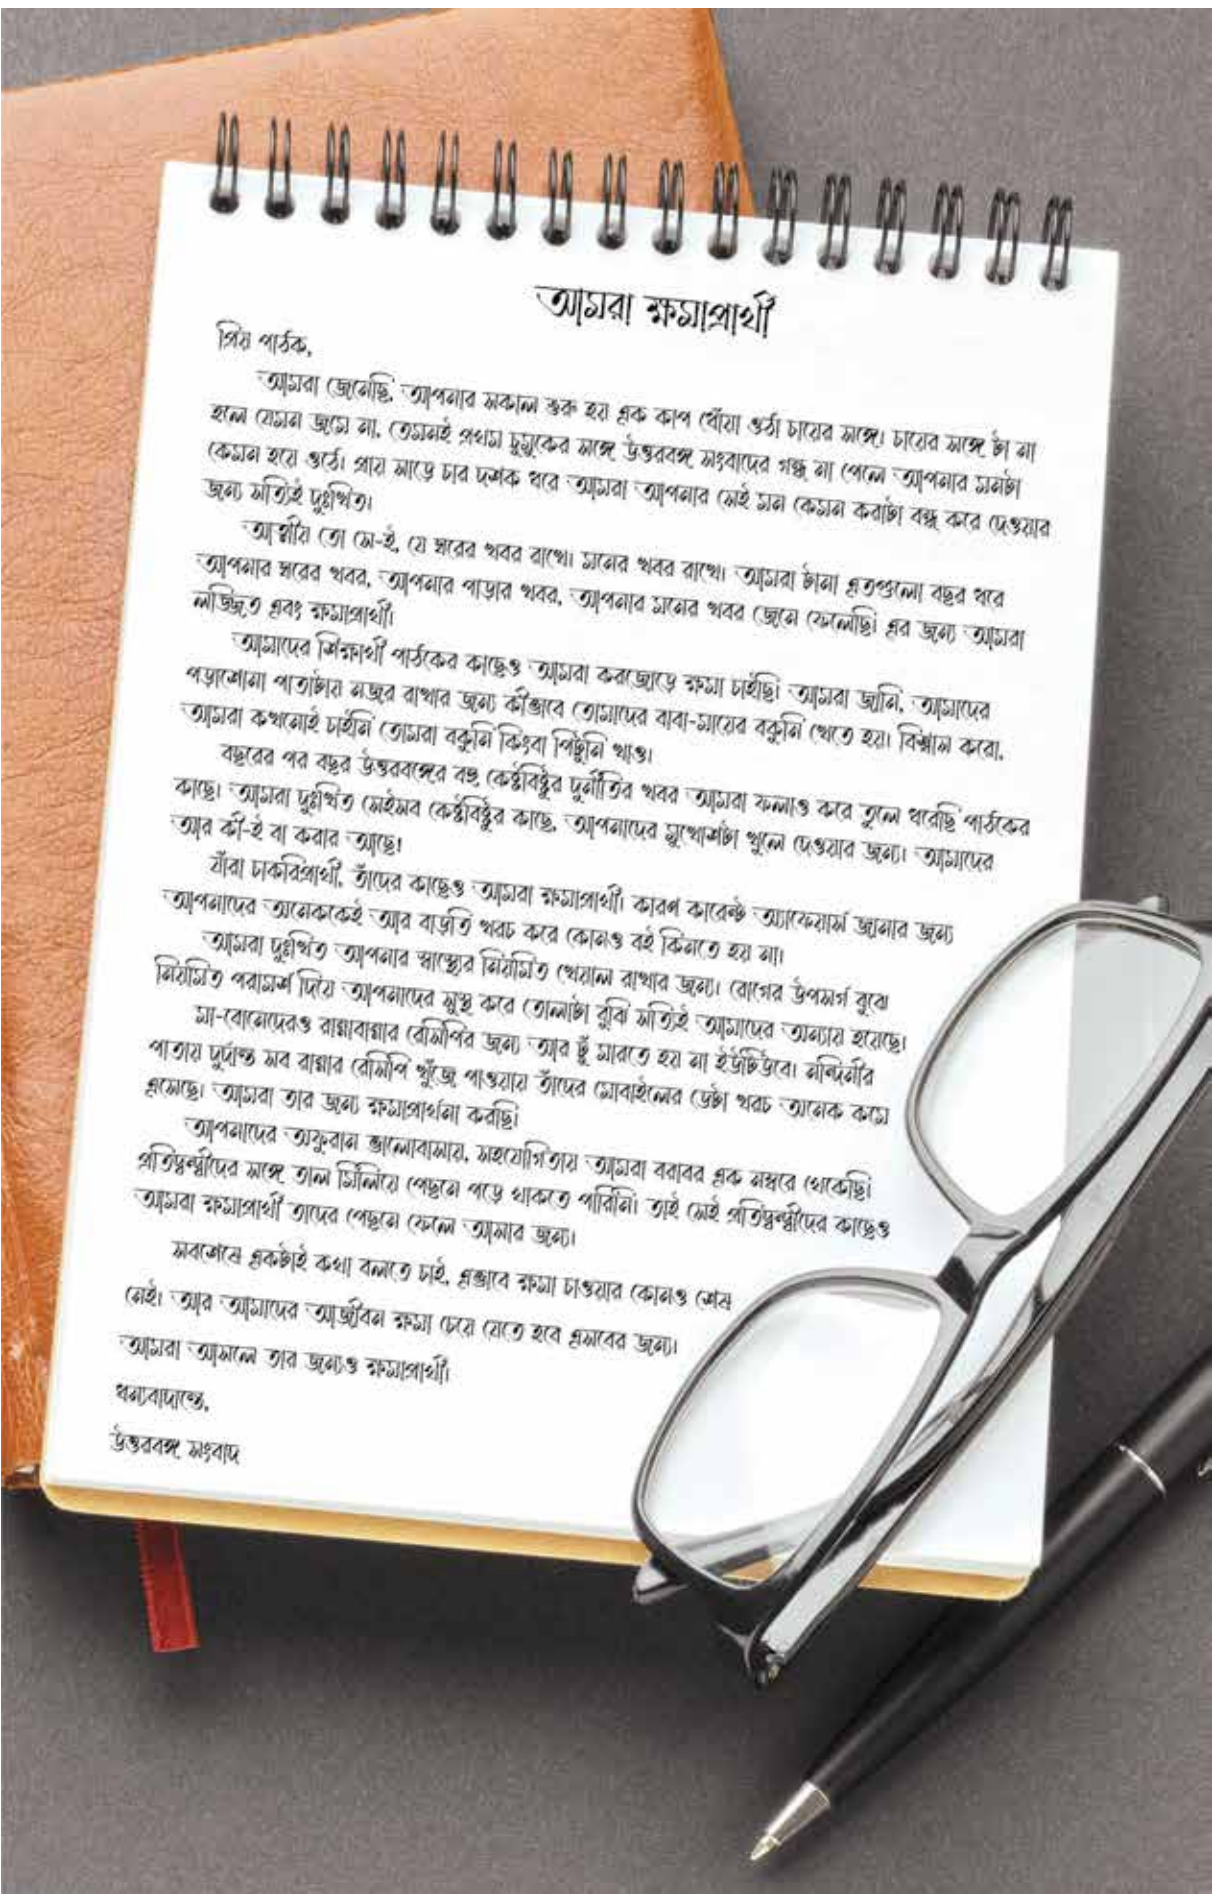 আমরা ক্ষমাপ্রার্থী
প্রিয় পাঠক,
আমরা জেনেছি, আপনার সকাল শুরু হয় এক কাপ ধোঁয়া ওঠা চায়ের সঙ্গে। চায়ের সঙ্গে টা না
হলে যেমন জমে না, তেমনই প্রথম চুমুকের সঙ্গে উত্তরবঙ্গ সংবাদের গন্ধ না পেলে আপনার মনটা
কেমন হয়ে ওঠে। প্রায় সাড়ে চার দশক ধরে আমরা আপনার সেই মন কেমন করাটা বন্ধ করে দেওয়ার
জন্য সত্যিই দুঃখিত।
আত্মীয় তো সে-ই, যে ঘরের খবর রাখে। মনের খবর রাখে। আমরা টানা এতগুলো বছর ধরে
আপনার ঘরের খবর, আপনার পাড়ার খবর, আপনার মনের খবর জেনে ফেলেছি। এর জন্য আমরা
লজ্জিত এবং ক্ষমাপ্রার্থী।
আমাদের শিক্ষার্থী পাঠকের কাছেও আমরা করজোড়ে ক্ষমা চাইছি। আমরা জানি, আমাদের
পড়াশোনা পাতাটায় নজর রাখার জন্য কীভাবে তোমাদের বাবা-মায়ের বকুনি খেতে হয়। বিশ্বাস করো,
আমরা কখনোই চাইনি তোমরা বকুনি কিংবা পিটুনি খাও।
বছরের পর বছর উত্তরবঙ্গের বহু কেষ্টবিষ্টুর দুর্নীতির খবর আমরা ফলাও করে তুলে ধরেছি পাঠকের
কাছে। আমরা দুঃখিত সেইসব কেষ্টবিষ্টুর কাছে, আপনাদের মুখোশটা খুলে দেওয়ার জন্য। আমাদের
আর কী-ই বা করার আছে!
যাঁরা চাকরিপ্রার্থী, তাঁদের কাছেও আমরা ক্ষমাপ্রার্থী। কারণ কারেন্ট অ্যাফেয়ার্স জানার জন্য
আপনাদের অনেককেই আর বাড়তি খরচ করে কোনও বই কিনতে হয় না।
আমরা দুঃখিত আপনার স্বাস্থ্যের নিয়মিত খেয়াল রাখার জন্য। রোগের উপসর্গ বুঝে
নিয়মিত পরামর্শ দিয়ে আপনাদের সুস্থ করে তোলাটা বুঝি সত্যিই আমাদের অন্যায় হয়েছে।
মা-বোনেদেরও রান্নাবান্নার রেসিপির জন্য আর ঢুঁ মারতে হয় না ইউটিউবে। নন্দিনীর
পাতায় দুর্দান্ত সব রান্নার রেসিপি খুঁজে পাওয়ায় তাঁদের মোবাইলের ডেটা খরচ অনেক কমে
এসেছে। আমরা তার জন্য ক্ষমাপ্রার্থনা করছি।
আপনাদের অফুরান ভালোবাসায়, সহযোগিতায় আমরা বরাবর এক নম্বরে থেকেছি।
প্রতিদ্বন্দ্বীদের সঙ্গে তাল মিলিয়ে পেছনে পড়ে থাকতে পারিনি। তাই সেই প্রতিদ্বন্দ্বীদের কাছেও
আমরা ক্ষমাপ্রার্থী তাদের পেছনে ফেলে আসার জন্য।
সবশেষে একটাই কথা বলতে চাই, এভাবে ক্ষমা চাওয়ার কোনও শেষ
নেই। আর আমাদের আজীবন ক্ষমা চেয়ে যেতে হবে এসবের জন্য।
আমরা আসলে তার জন্যও ক্ষমাপ্রার্থী।
ধন্যবাদান্তে,
উত্তরবঙ্গ সংবাদ